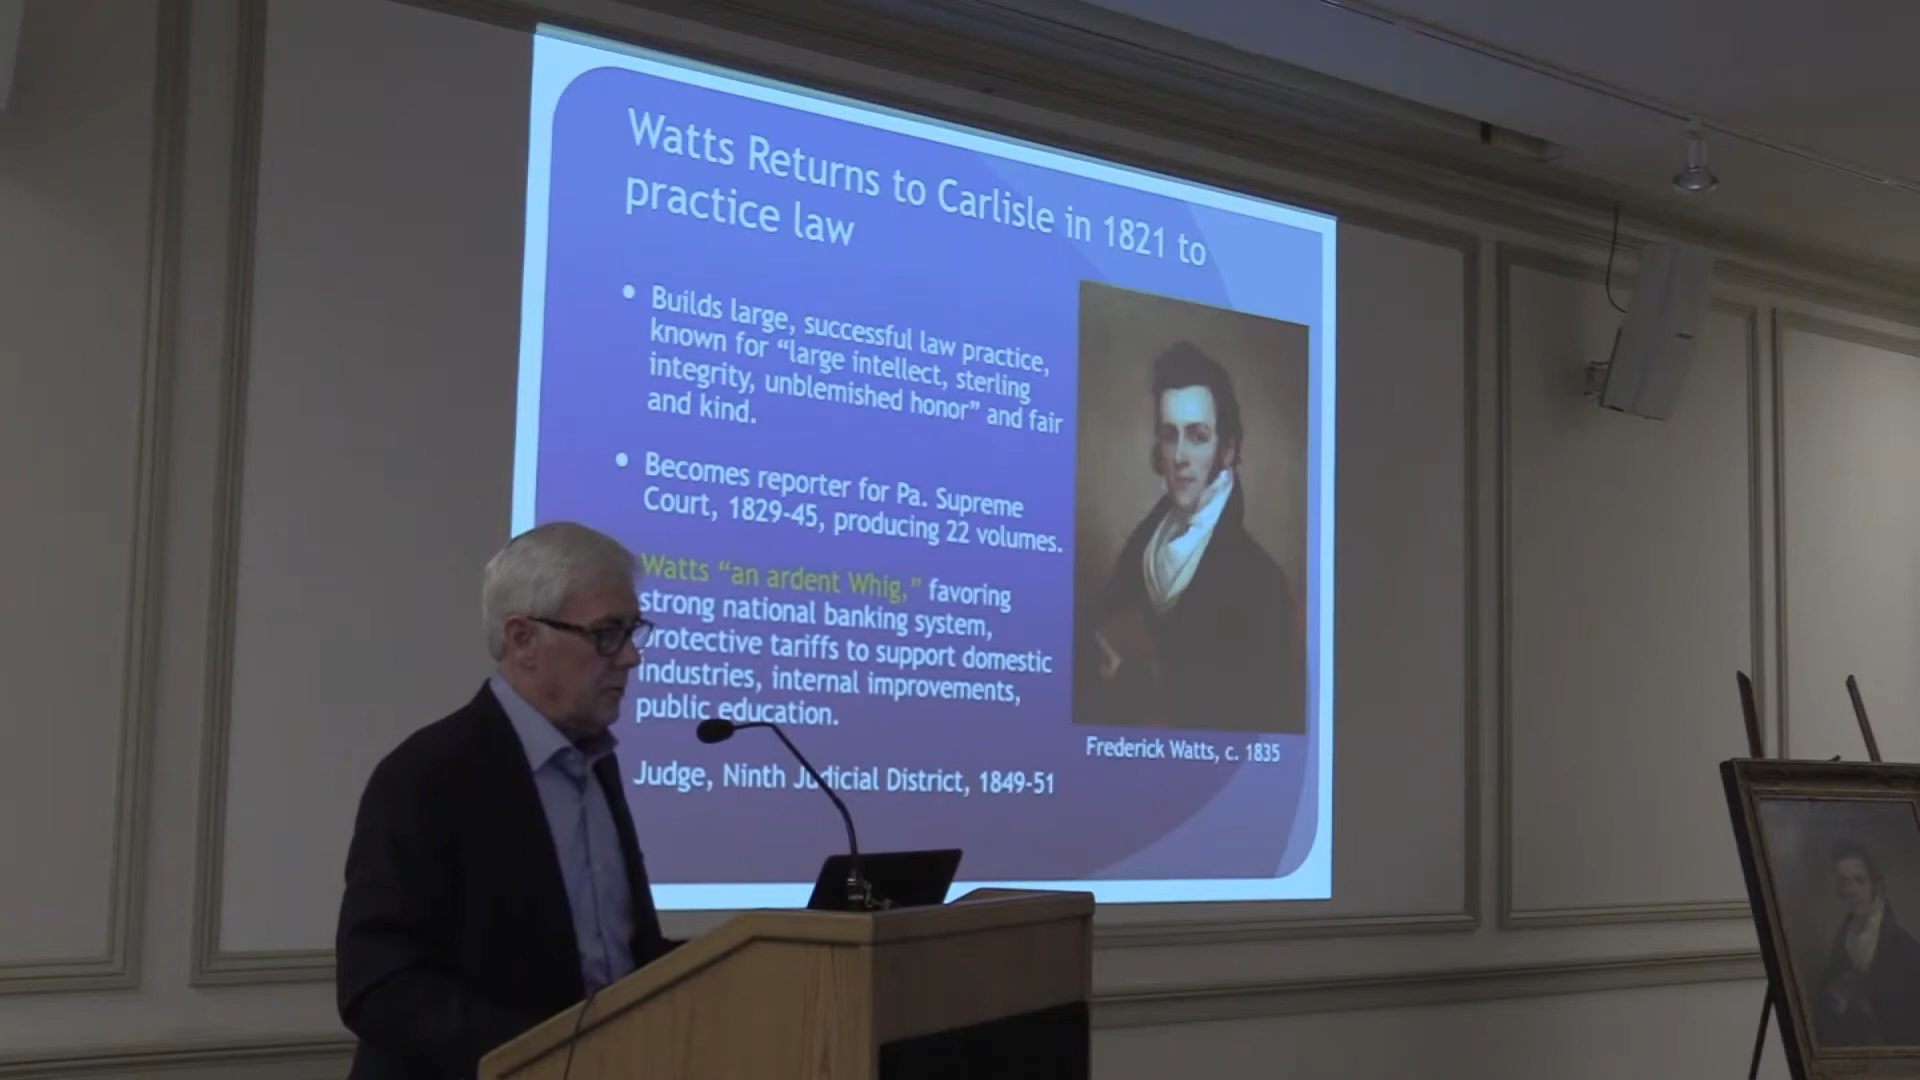 Watts Returns to Carlisle in 1821 to
practice law
• Builds large, successful law practice,
known for “large intellect, sterling
integrity, unblemished honor” and fair
and kind.
• Becomes reporter for Pa. Supreme
Court, 1829-45, producing 22 volumes.
Watts “an ardent Whig,” favoring
strong national banking system,
protective tariffs to support domestic
industries, internal improvements,
public education.
Judge, Ninth Judicial District, 1849-51
Frederick Watts, c. 1835